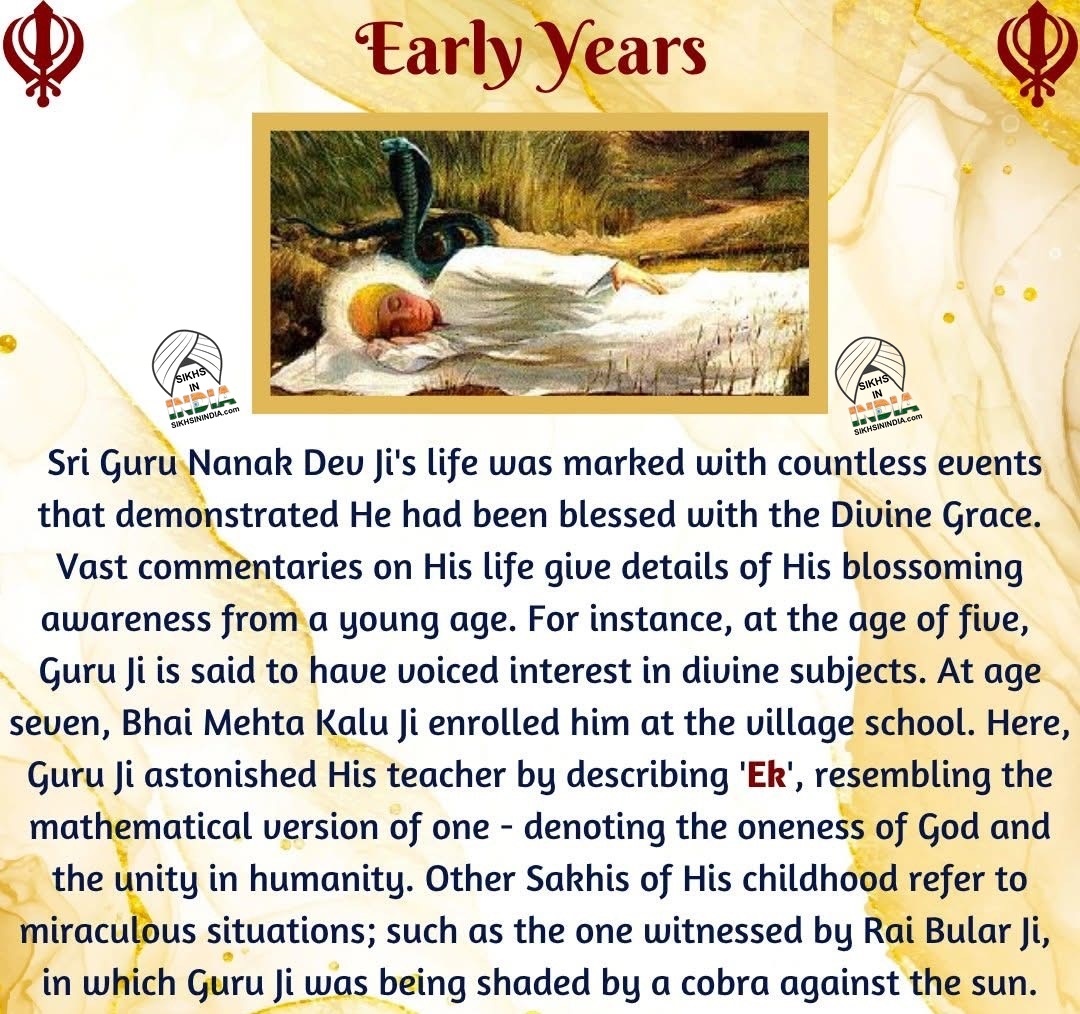 Early Years
SIKHS
IN
INDIA
SIKHSININDIA.com
SIKHS
IN
INDIA
SIKHSININDIA.com
Sri Guru Nanak Dev Ji's life was marked with countless events
that demonstrated He had been blessed with the Divine Grace.
Vast commentaries on His life give details of His blossoming
awareness from a young age. For instance, at the age of five,
Guru Ji is said to have voiced interest in divine subjects. At age
seven, Bhai Mehta Kalu Ji enrolled him at the village school. Here,
Guru Ji astonished His teacher by describing 'Ek', resembling the
mathematical version of one - denoting the oneness of God and
the unity in humanity. Other Sakhis of His childhood refer to
miraculous situations; such as the one witnessed by Rai Bular Ji,
in which Guru Ji was being shaded by a cobra against the sun.